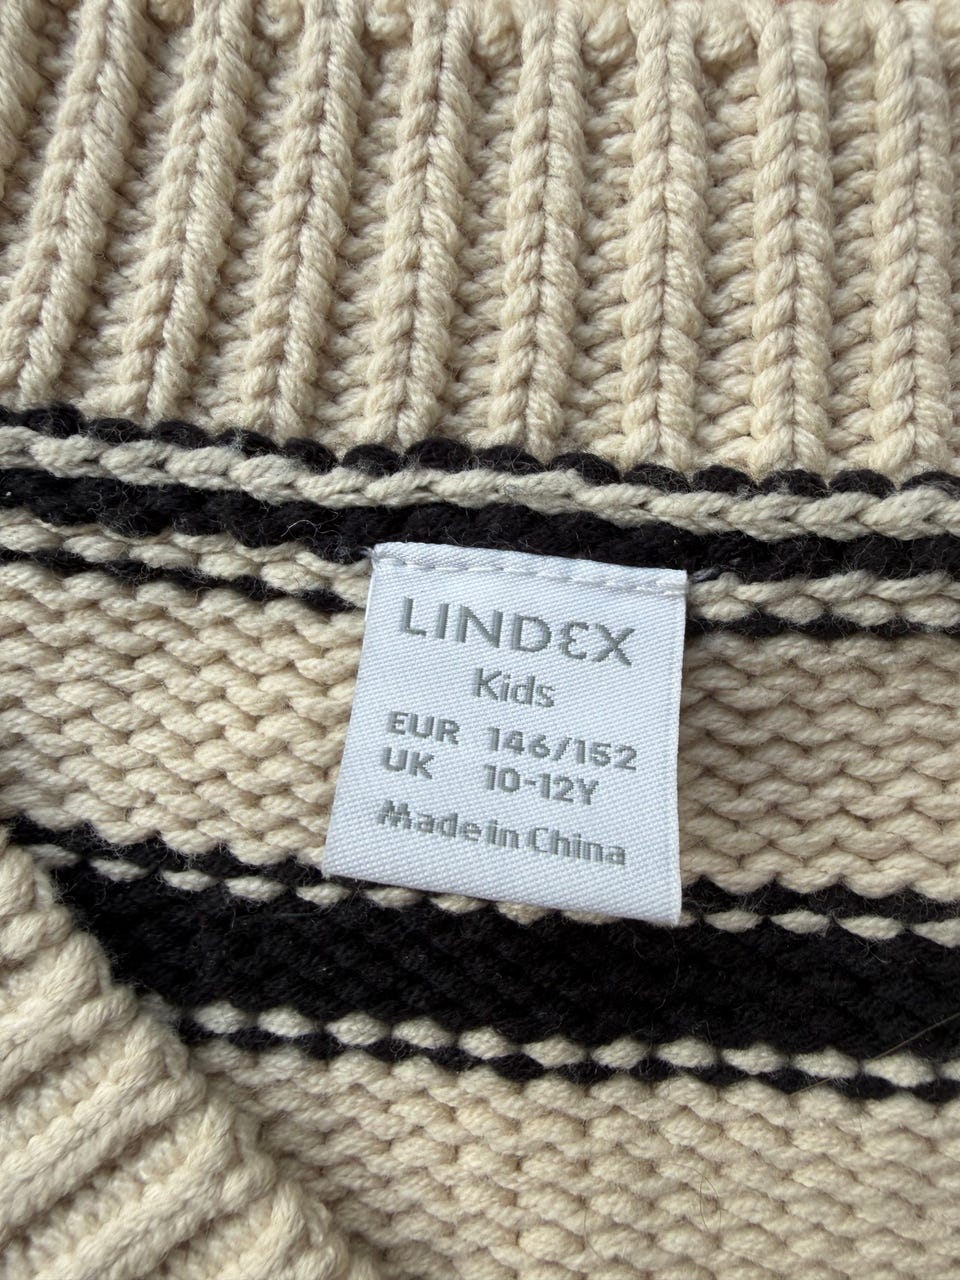 LINDEX
Kids
EUR 146/152
UK 10-12Y
Made in China